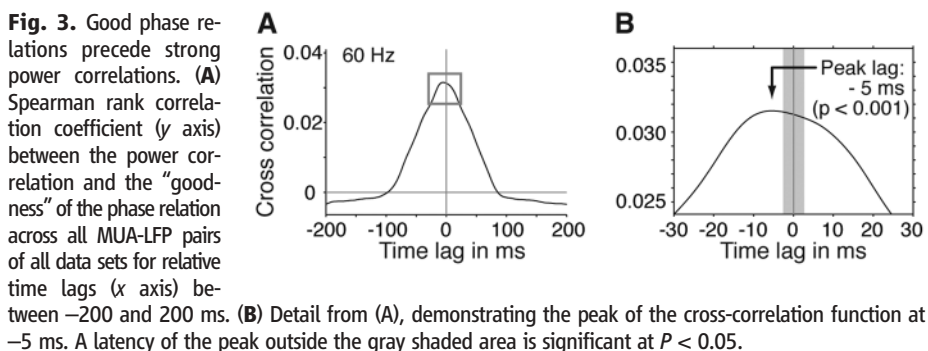 Fig. 3. Good phase re-
lations precede strong
power correlations. (A)
Spearman rank correla-
tion coefficient (y axis)
between the power cor-
relation and the “good-
ness” of the phase relation
across all MUA-LFP pairs
of all data sets for relative
time lags (x axis) be-
tween −200 and 200 ms. (B) Detail from (A), demonstrating the peak of the cross-correlation function at
−5 ms. A latency of the peak outside the gray shaded area is significant at P < 0.05.
A
60 Hz
Cross correlation
0.04
0.02
0
-200 -100 0 100 200
Time lag in ms
B
0.035
0.030
0.025
Peak lag:
- 5 ms
(p < 0.001)
-30 -20 -10 0 10 20 30
Time lag in ms